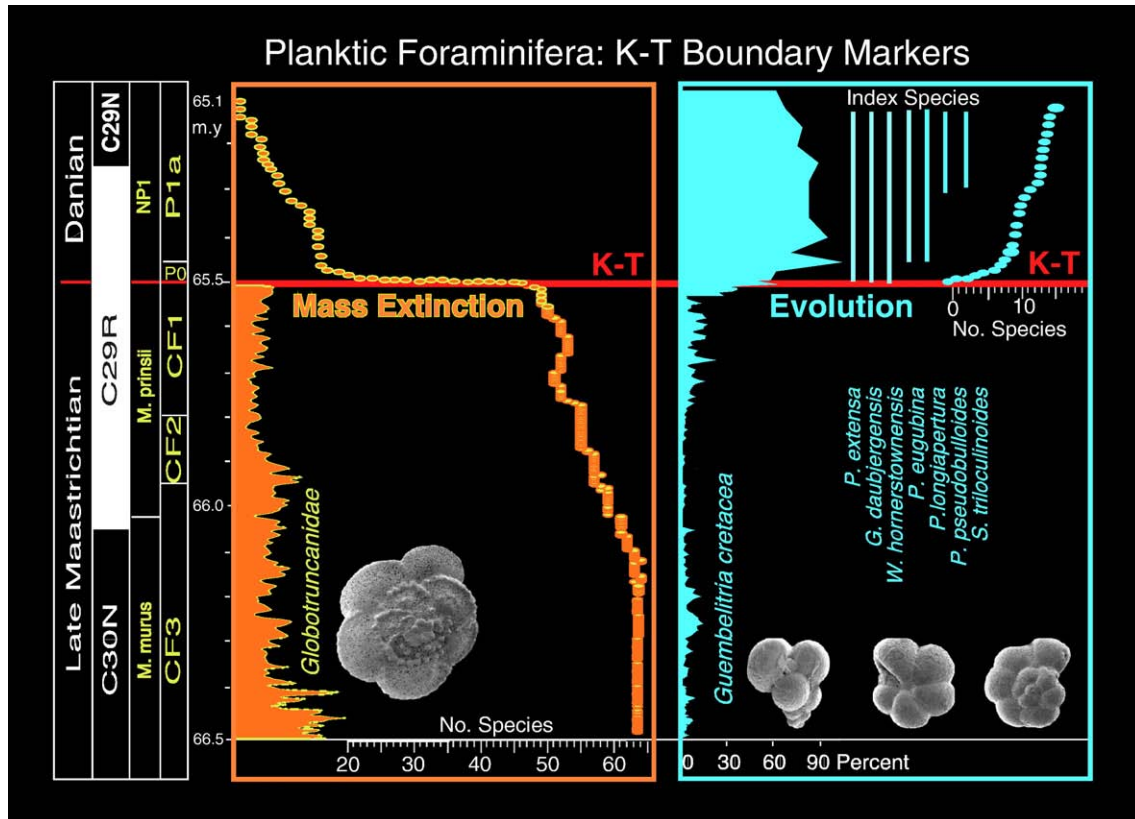 Planktic Foraminifera: K-T Boundary Markers
Danian
Late Maastrichtian
C29N
C29R
C30N
NP1
M. prinsii
M. murus
P1a
P0
CF1
CF2
CF3
65.1
m.y
65.5
66.0
66.5
K-T
Mass Extinction
Globotruncanidae
No. Species
20 30 40 50 60
Index Species
K-T
Evolution
0 10
No. Species
P. extensa
G. daubjergensis
W. hornerstownensis
P. eugubina
P.longiapertura
P. pseudobulloides
S. triloculinoides
Guembelitria cretacea
0 30 60 90 Percent